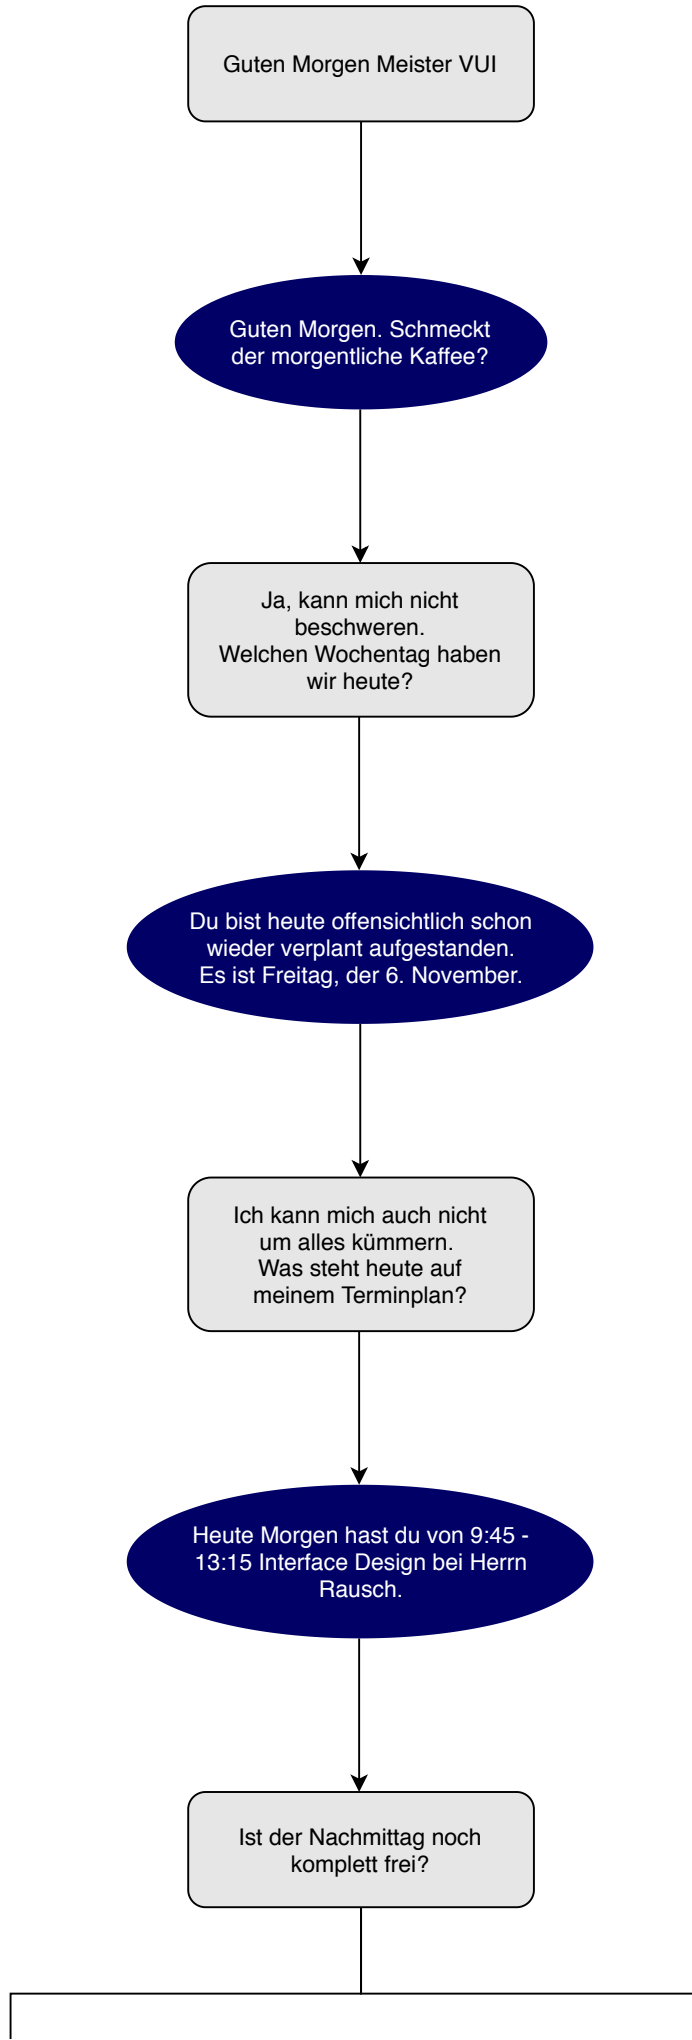 Guten Morgen Meister VUI
Guten Morgen. Schmeckt
der morgentliche Kaffee?
Ja, kann mich nicht
beschweren.
Welchen Wochentag haben
wir heute?
Du bist heute offensichtlich schon
wieder verplant aufgestanden.
Es ist Freitag, der 6. November.
Ich kann mich auch nicht
um alles kümmern.
Was steht heute auf
meinem Terminplan?
Heute Morgen hast du von 9:45 -
13:15 Interface Design bei Herrn
Rausch.
Ist der Nachmittag noch
komplett frei?